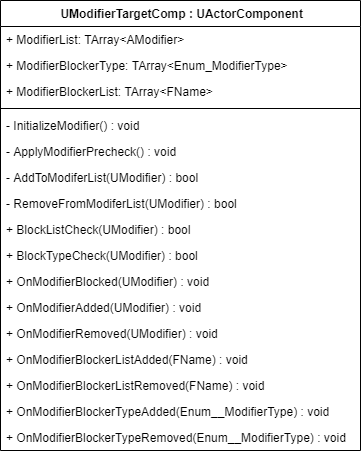 UModifierTargetComp : UActorComponent
+ ModifierList: TArray<AModifier>
+ ModifierBlockerType: TArray<Enum_ModifierType>
+ ModifierBlockerList: TArray<FName>
- InitializeModifier() : void
- ApplyModifierPrecheck() : void
- AddToModiferList(UModifier) : bool
- RemoveFromModiferList(UModifier) : bool
+ BlockListCheck(UModifier) : bool
+ BlockTypeCheck(UModifier) : bool
+ OnModifierBlocked(UModifier) : void
+ OnModifierAdded(UModifier) : void
+ OnModifierRemoved(UModifier) : void
+ OnModifierBlockerListAdded(FName) : void
+ OnModifierBlockerListRemoved(FName) : void
+ OnModifierBlockerTypeAdded(Enum__ModifierType) : void
+ OnModifierBlockerTypeRemoved(Enum__ModifierType) : void